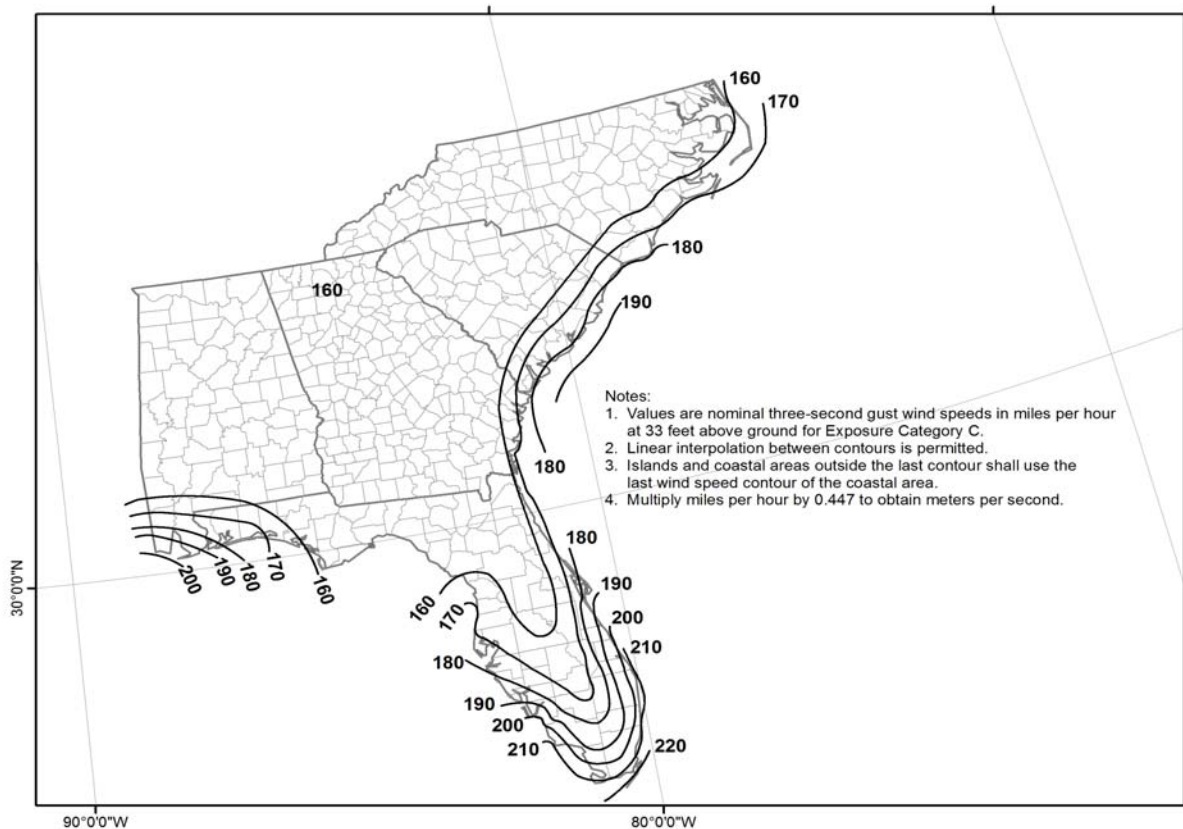 160
170
180
190
160
Notes:
1. Values are nominal three-second gust wind speeds in miles per hour
at 33 feet above ground for Exposure Category C.
2. Linear interpolation between contours is permitted.
3. Islands and coastal areas outside the last contour shall use the
last wind speed contour of the coastal area.
4. Multiply miles per hour by 0.447 to obtain meters per second.
180
200
190
180
170
160
180
190
200
210
160
170
180
190
200
210
220
30°0'0"N
90°0'0"W
80°0'0"W